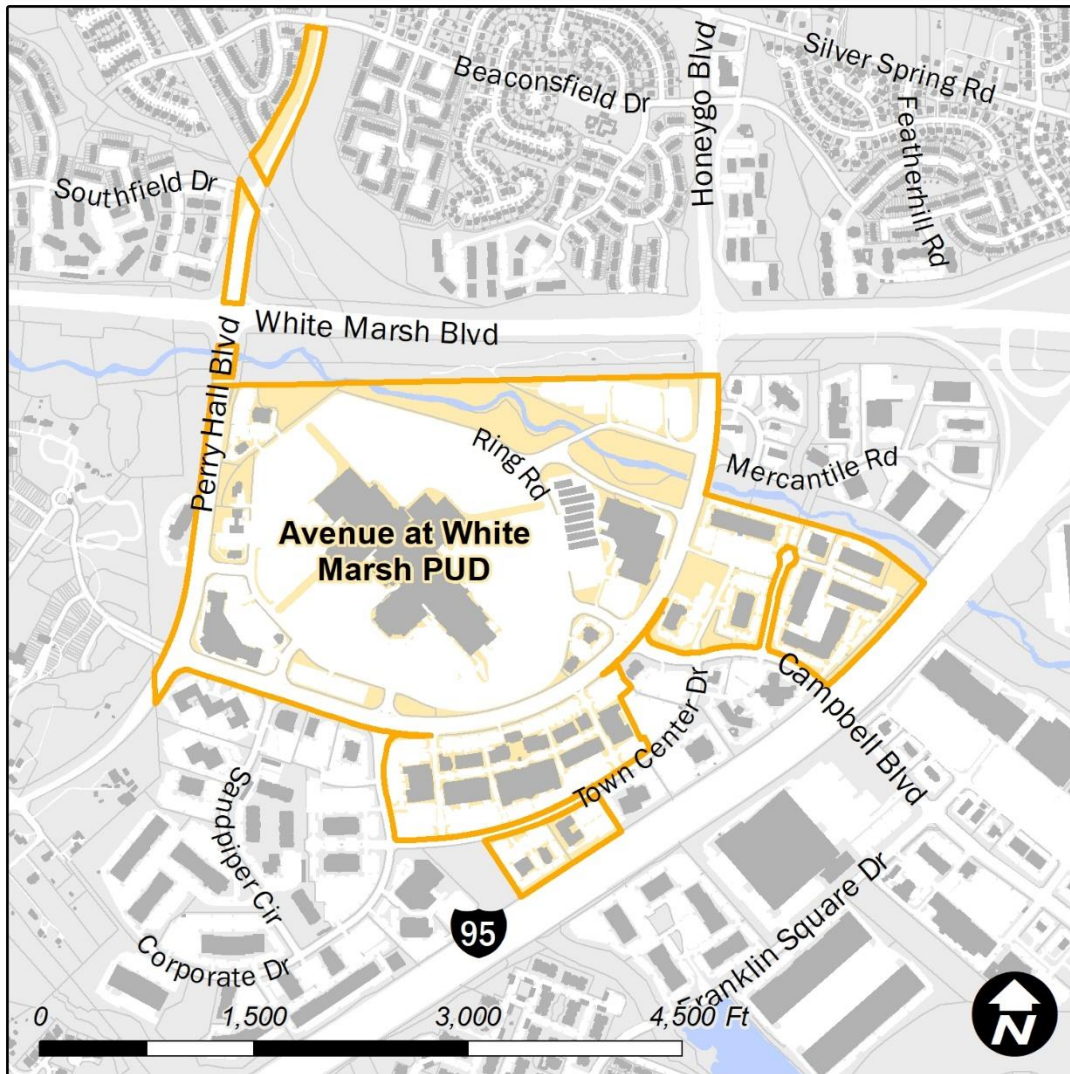 Silver Spring Rd
Beaconsfield Dr
Honeygo Blvd
Featherhill Rd
Southfield Dr
White Marsh Blvd
Perry Hall Blvd
Ring Rd
Mercantile Rd
Avenue at White
Marsh PUD
Campbell Blvd
Town Center Dr
Sandpiper Cir
95
Franklin Square Dr
Corporate Dr
0 1,500 3,000 4,500 Ft
N